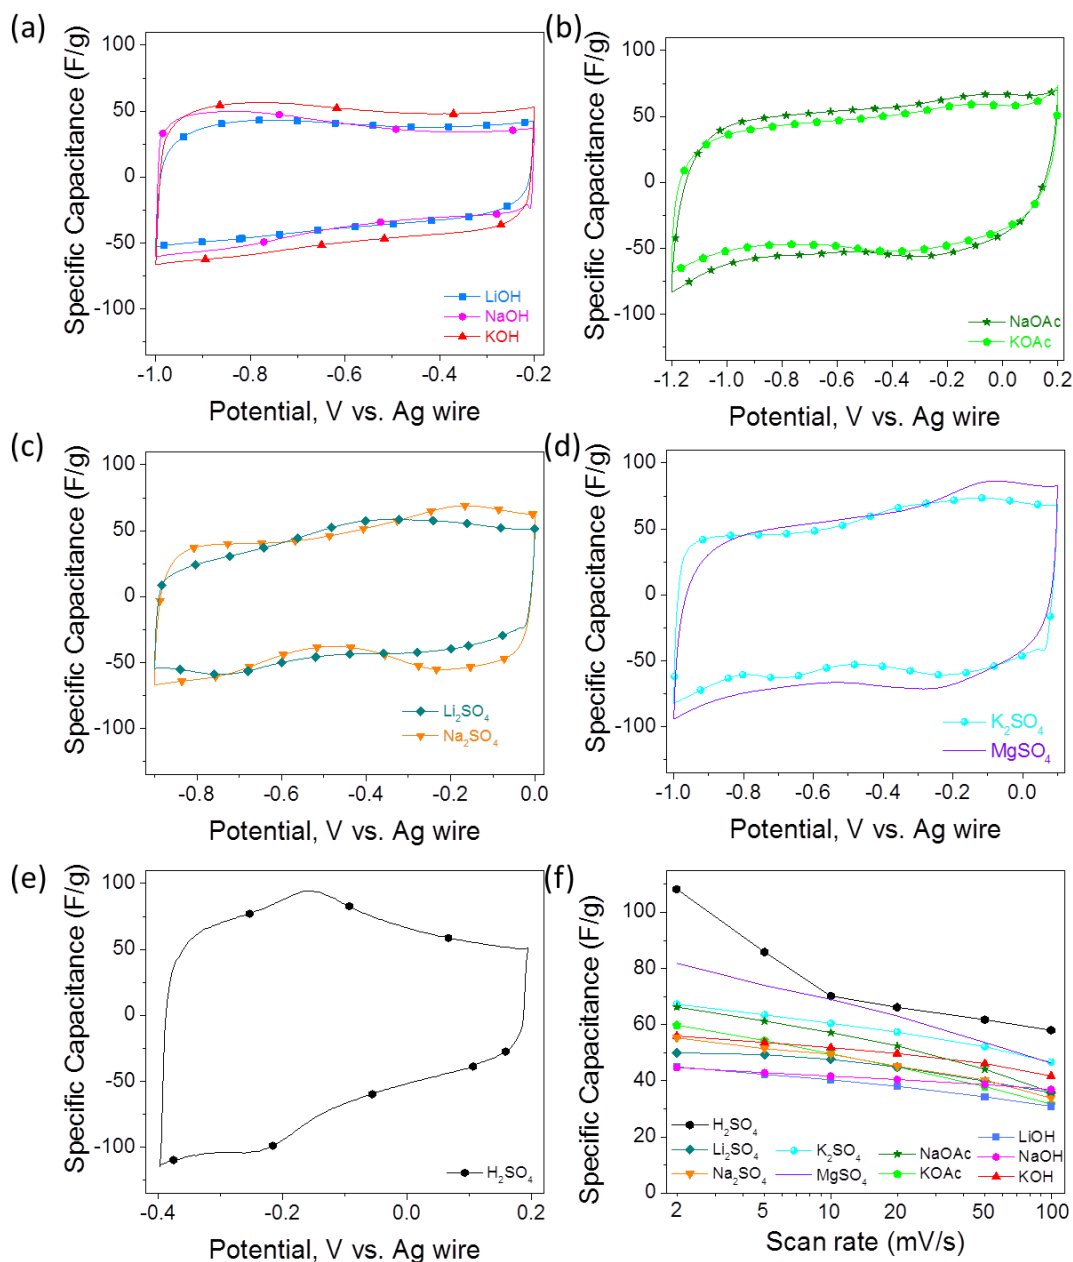 (a)
Specific Capacitance (F/g)
100
50
0
-50
-100
LiOH
NaOH
KOH
-1.0 -0.8 -0.6 -0.4 -0.2
Potential, V vs. Ag wire
(b)
Specific Capacitance (F/g)
100
50
0
-50
-100
NaOAc
KOAc
-1.2 -1.0 -0.8 -0.6 -0.4 -0.2 0.0 0.2
Potential, V vs. Ag wire
(c)
Specific Capacitance (F/g)
100
50
0
-50
-100
Li₂SO₄
Na₂SO₄
-0.8 -0.6 -0.4 -0.2 0.0
Potential, V vs. Ag wire
(d)
Specific Capacitance (F/g)
100
50
0
-50
-100
K₂SO₄
MgSO₄
-1.0 -0.8 -0.6 -0.4 -0.2 0.0
Potential, V vs. Ag wire
(e)
Specific Capacitance (F/g)
100
50
0
-50
-100
H₂SO₄
-0.4 -0.2 0.0 0.2
Potential, V vs. Ag wire
(f)
Specific Capacitance (F/g)
100
80
60
40
20
0
H₂SO₄
Li₂SO₄
Na₂SO₄
K₂SO₄
MgSO₄
NaOAc
KOAc
LiOH
NaOH
KOH
2 5 10 20 50 100
Scan rate (mV/s)